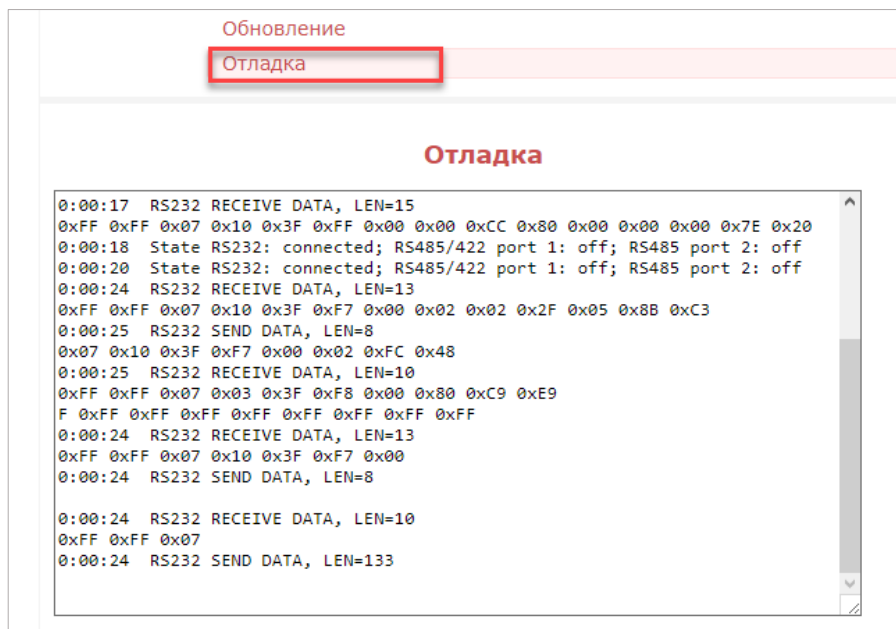 Обновление
Отладка
Отладка
0:00:17  RS232 RECEIVE DATA, LEN=15
0xFF 0xFF 0x07 0x10 0x3F 0xFF 0x00 0x00 0xCC 0x80 0x00 0x00 0x00 0x7E 0x20
0:00:18  State RS232: connected; RS485/422 port 1: off; RS485 port 2: off
0:00:20  State RS232: connected; RS485/422 port 1: off; RS485 port 2: off
0:00:24  RS232 RECEIVE DATA, LEN=13
0xFF 0xFF 0x07 0x10 0x3F 0xF7 0x00 0x02 0x02 0x2F 0x05 0x8B 0xC3
0:00:25  RS232 SEND DATA, LEN=8
0x07 0x10 0x3F 0xF7 0x00 0x02 0xFC 0x48
0:00:25  RS232 RECEIVE DATA, LEN=10
0xFF 0xFF 0x07 0x03 0x3F 0xF8 0x00 0x80 0xC9 0xE9
F 0xFF 0xFF 0xFF 0xFF 0xFF 0xFF 0xFF 0xFF
0:00:24  RS232 RECEIVE DATA, LEN=13
0xFF 0xFF 0x07 0x10 0x3F 0xF7 0x00
0:00:24  RS232 SEND DATA, LEN=8
0:00:24  RS232 RECEIVE DATA, LEN=10
0xFF 0xFF 0x07
0:00:24  RS232 SEND DATA, LEN=133